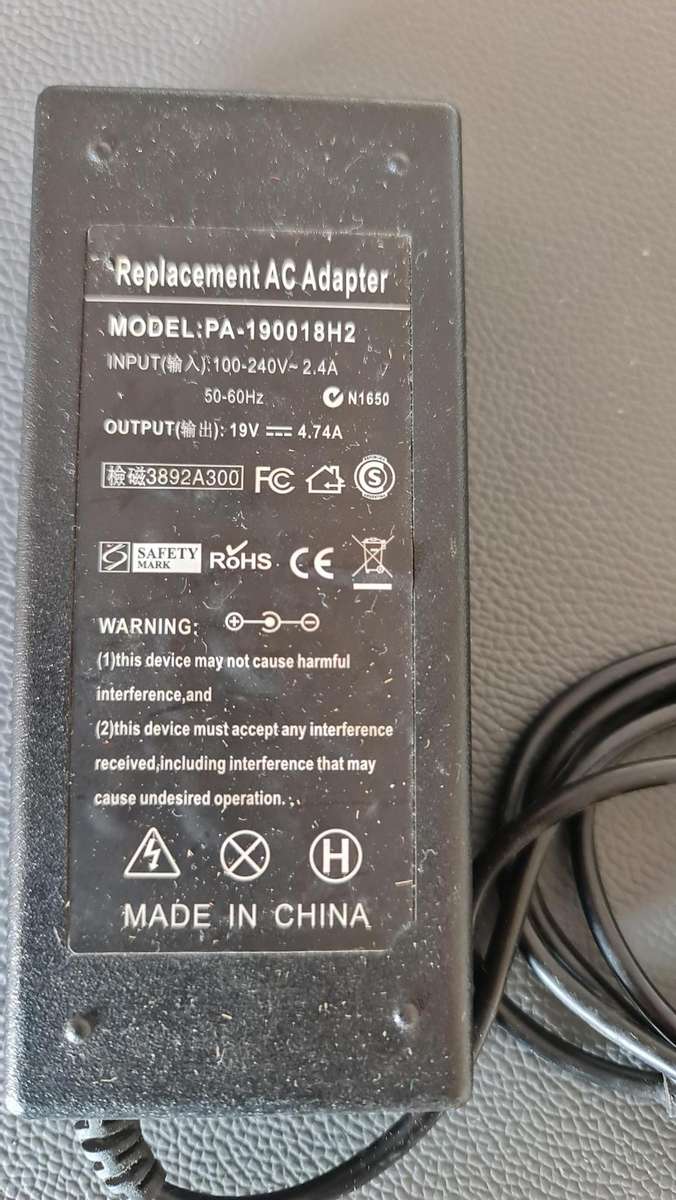 Replacement AC Adapter
MODEL:PA-190018H2
INPUT(输入):100-240V~ 2.4A
50-60Hz N1650
OUTPUT(输出): 19V ⎓ 4.74A
檢磁3892A300 FC S
SAFETY
MARK
RoHS CE
WARNING:
(1)this device may not cause harmful
interference,and
(2)this device must accept any interference
received,including interference that may
cause undesired operation.
H
MADE IN CHINA